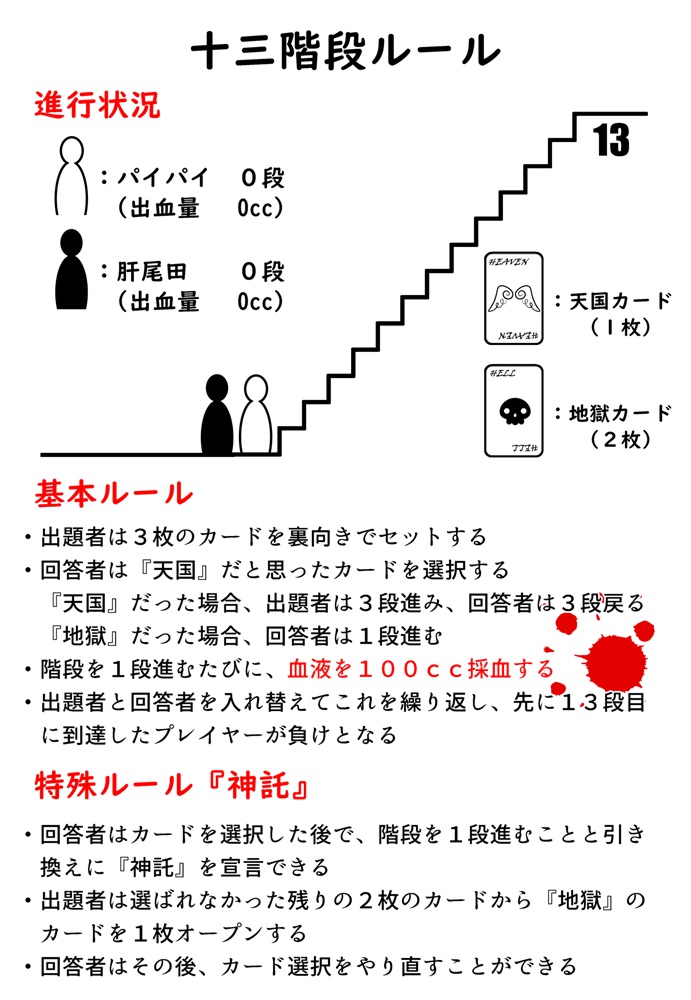 十三階段ルール
進行状況
：パイパイ　０段
（出血量　0cc）
：肝尾田　０段
（出血量　0cc）
13
HEAVEN
HEAVEN
：天国カード
（１枚）
HELL
HELL
：地獄カード
（２枚）
基本ルール
・出題者は３枚のカードを裏向きでセットする
・回答者は『天国』だと思ったカードを選択する
『天国』だった場合、出題者は３段進み、回答者は３段戻る
『地獄』だった場合、回答者は１段進む
・階段を１段進むたびに、血液を１００ｃｃ採血する
・出題者と回答者を入れ替えてこれを繰り返し、先に１３段目
に到達したプレイヤーが負けとなる
特殊ルール『神託』
・回答者はカードを選択した後で、階段を１段進むことと引き
換えに『神託』を宣言できる
・出題者は選ばれなかった残りの２枚のカードから『地獄』の
カードを１枚オープンする
・回答者はその後、カード選択をやり直すことができる